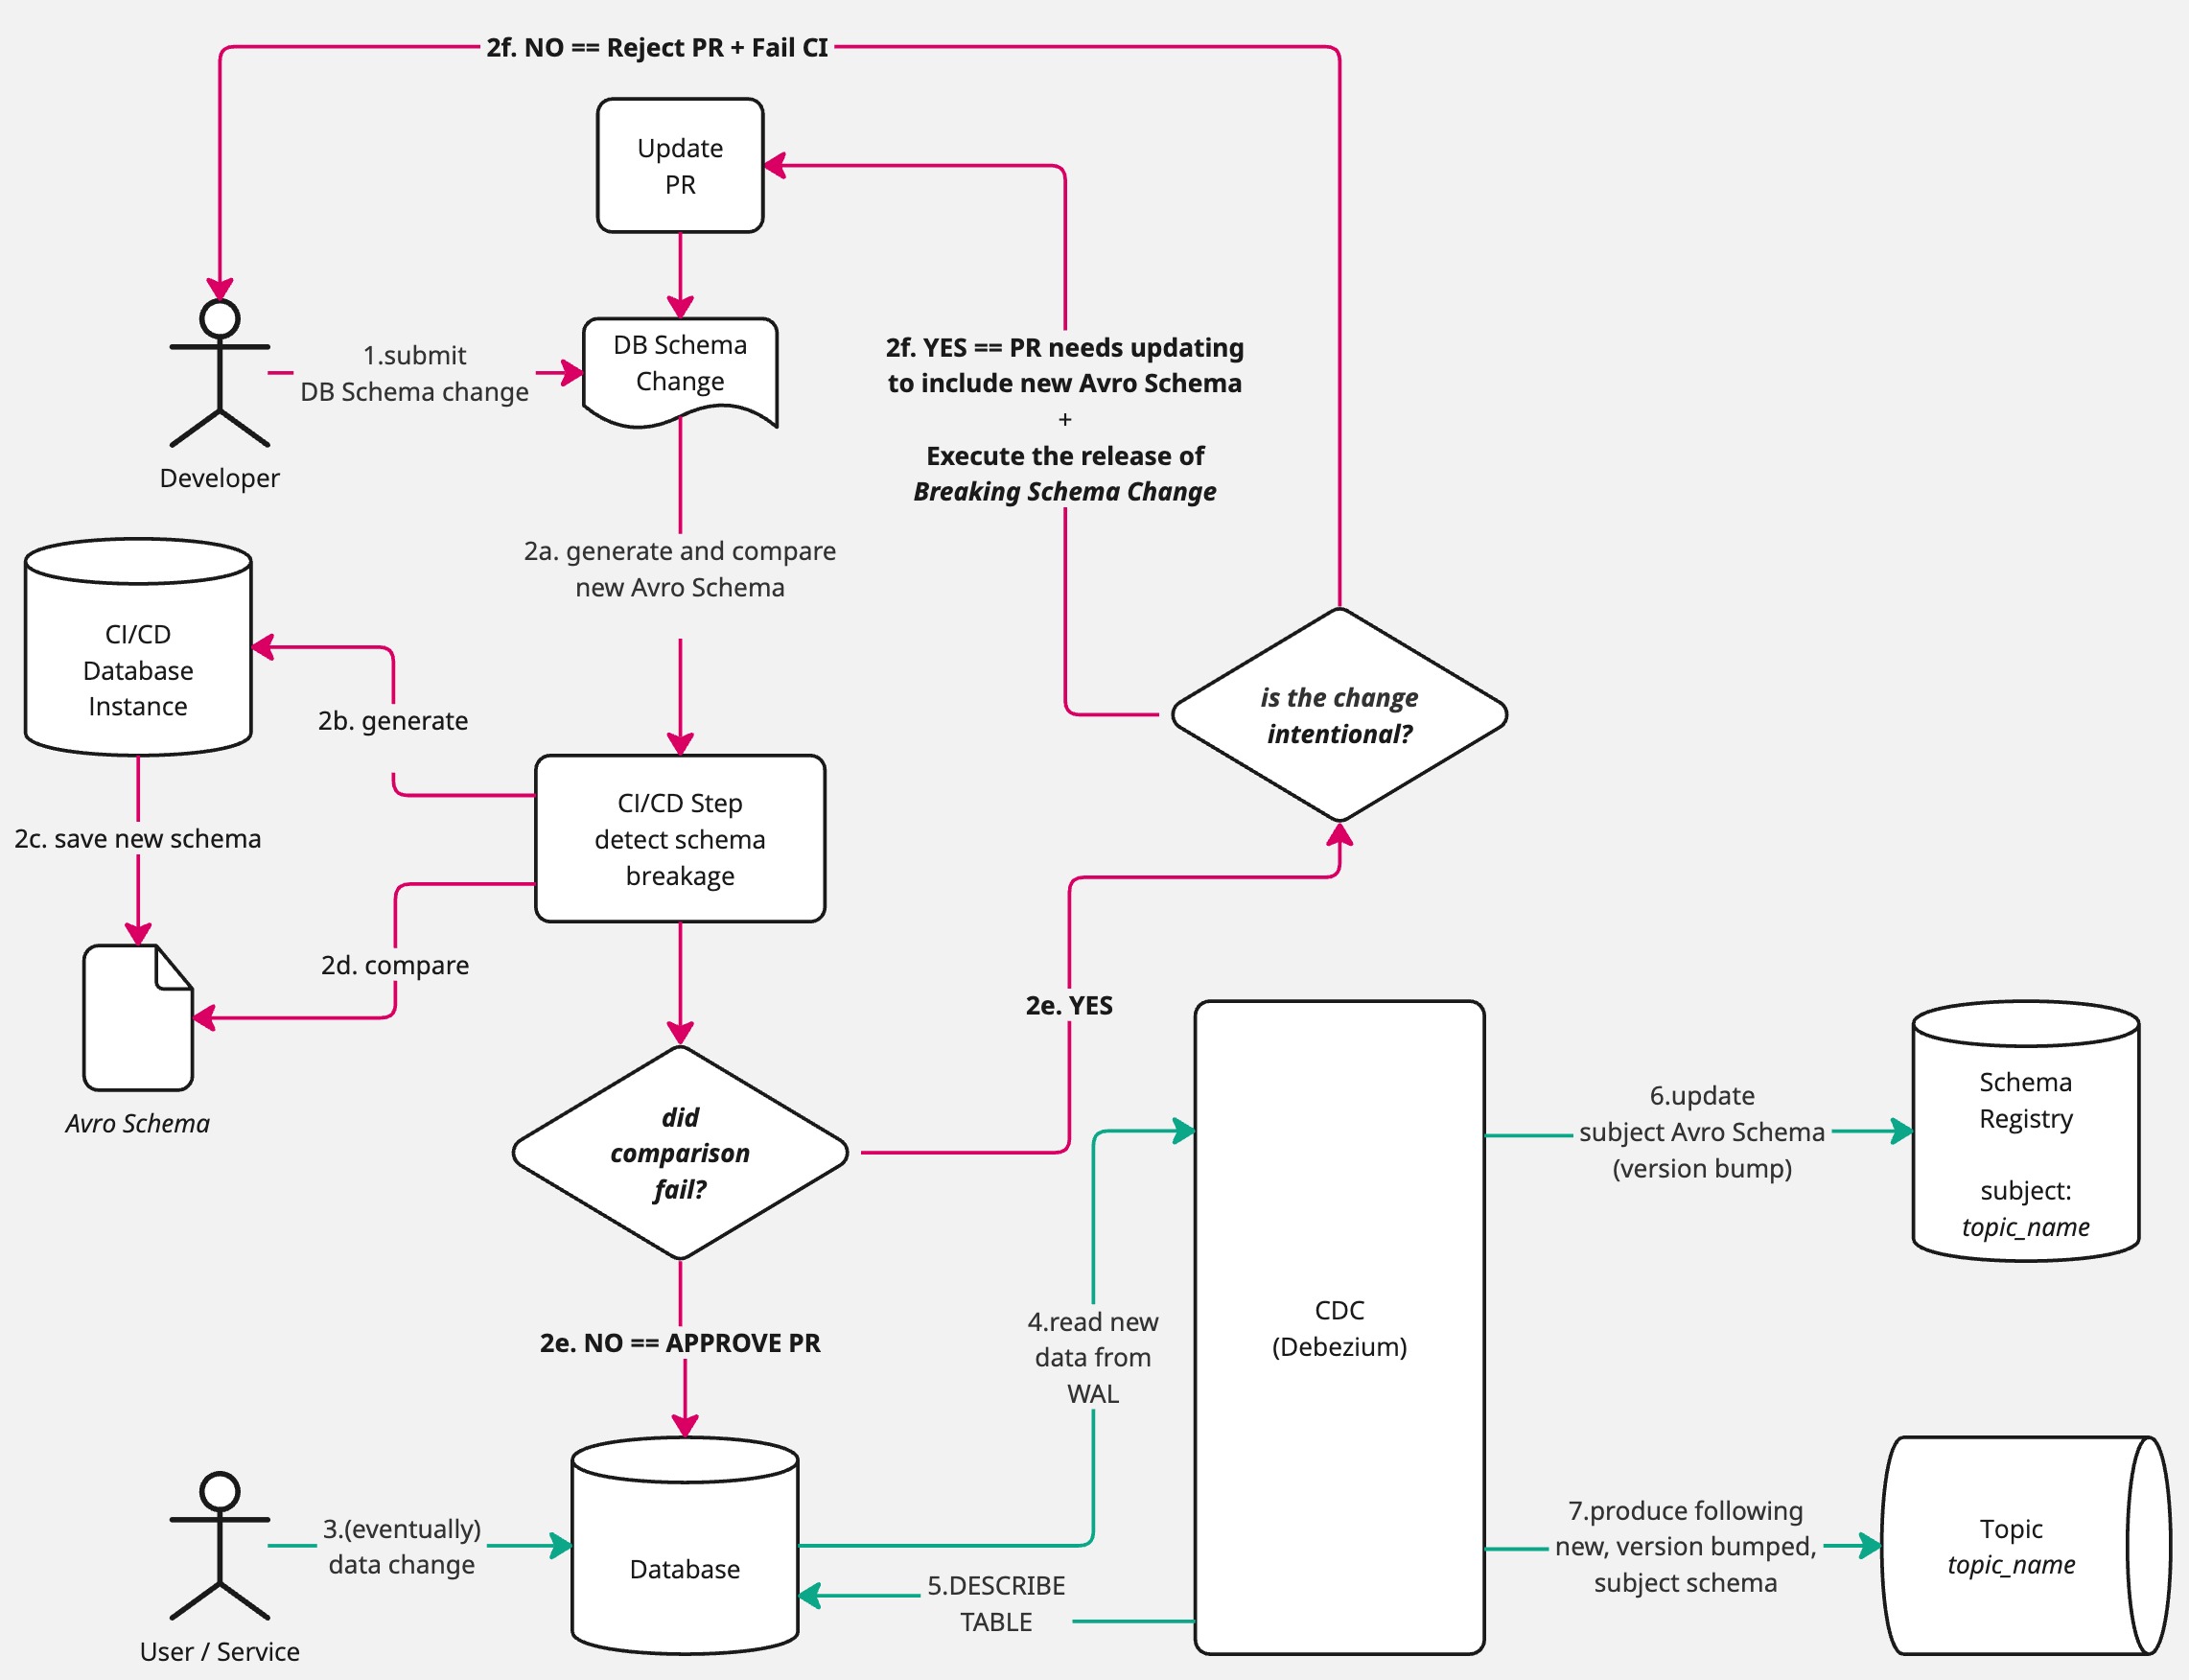 2f. NO == Reject PR + Fail CI
Update
PR
1.submit
DB Schema change
DB Schema
Change
Developer
2f. YES == PR needs updating
to include new Avro Schema
+
Execute the release of
Breaking Schema Change
2a. generate and compare
new Avro Schema
CI/CD
Database
Instance
2b. generate
is the change
intentional?
2c. save new schema
CI/CD Step
detect schema
breakage
2d. compare
Avro Schema
2e. YES
did
comparison
fail?
6.update
subject Avro Schema
(version bump)
Schema
Registry
subject:
topic_name
2e. NO == APPROVE PR
4.read new
data from
WAL
CDC
(Debezium)
3.(eventually)
data change
User / Service
Database
5.DESCRIBE
TABLE
7.produce following
new, version bumped,
subject schema
Topic
topic_name